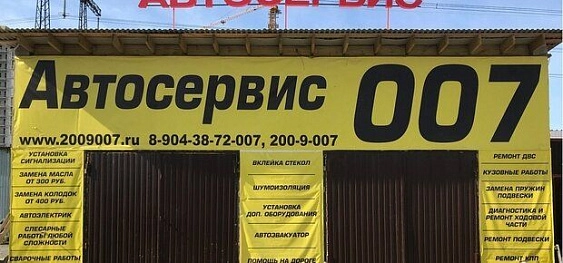 АВТОСЕРВИС
Автосервис 007
www.2009007.ru 8-904-38-72-007, 200-9-007
УСТАНОВКА
СИГНАЛИЗАЦИИ
ЗАМЕНА МАСЛА
ОТ 300 РУБ.
ЗАМЕНА КОЛОДОК
ОТ 400 РУБ.
АВТОЭЛЕКТРИК
СЛЕСАРНЫЕ
РАБОТЫ ЛЮБОЙ
СЛОЖНОСТИ
СВАРОЧНЫЕ РАБОТЫ
ВКЛЕЙКА СТЕКОЛ
ШУМОИЗОЛЯЦИЯ
УСТАНОВКА
ДОП. ОБОРУДОВАНИЯ
АВТОЭВАКУАТОР
ПОМОЩЬ НА ДОРОГЕ
РЕМОНТ ДВС
КУЗОВНЫЕ РАБОТЫ
ЗАМЕНА ПРУЖИН
ПОДВЕСКИ
ДИАГНОСТИКА И
РЕМОНТ ХОДОВОЙ
ЧАСТИ
РЕМОНТ ПОДВЕСКИ
РЕМОНТ КПП